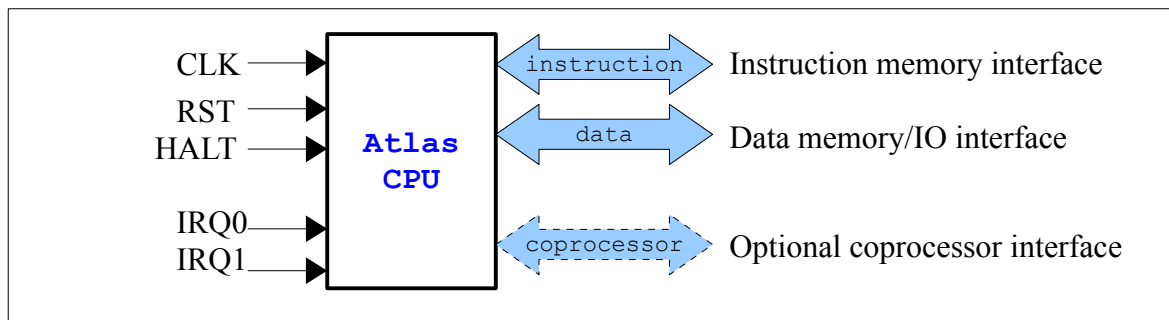 CLK
RST
HALT
IRQ0
IRQ1
Atlas
CPU
instruction
Instruction memory interface
data
Data memory/IO interface
coprocessor
Optional coprocessor interface